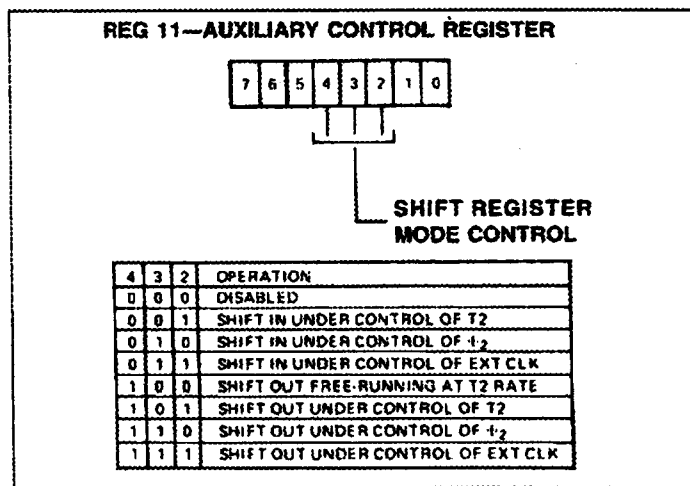 REG 11—AUXILIARY CONTROL REGISTER
7 6 5 4 3 2 1 0
SHIFT REGISTER
MODE CONTROL
4 3 2 OPERATION
0 0 0 DISABLED
0 0 1 SHIFT IN UNDER CONTROL OF T2
0 1 0 SHIFT IN UNDER CONTROL OF ϕ2
0 1 1 SHIFT IN UNDER CONTROL OF EXT CLK
1 0 0 SHIFT OUT FREE-RUNNING AT T2 RATE
1 0 1 SHIFT OUT UNDER CONTROL OF T2
1 1 0 SHIFT OUT UNDER CONTROL OF ϕ2
1 1 1 SHIFT OUT UNDER CONTROL OF EXT CLK